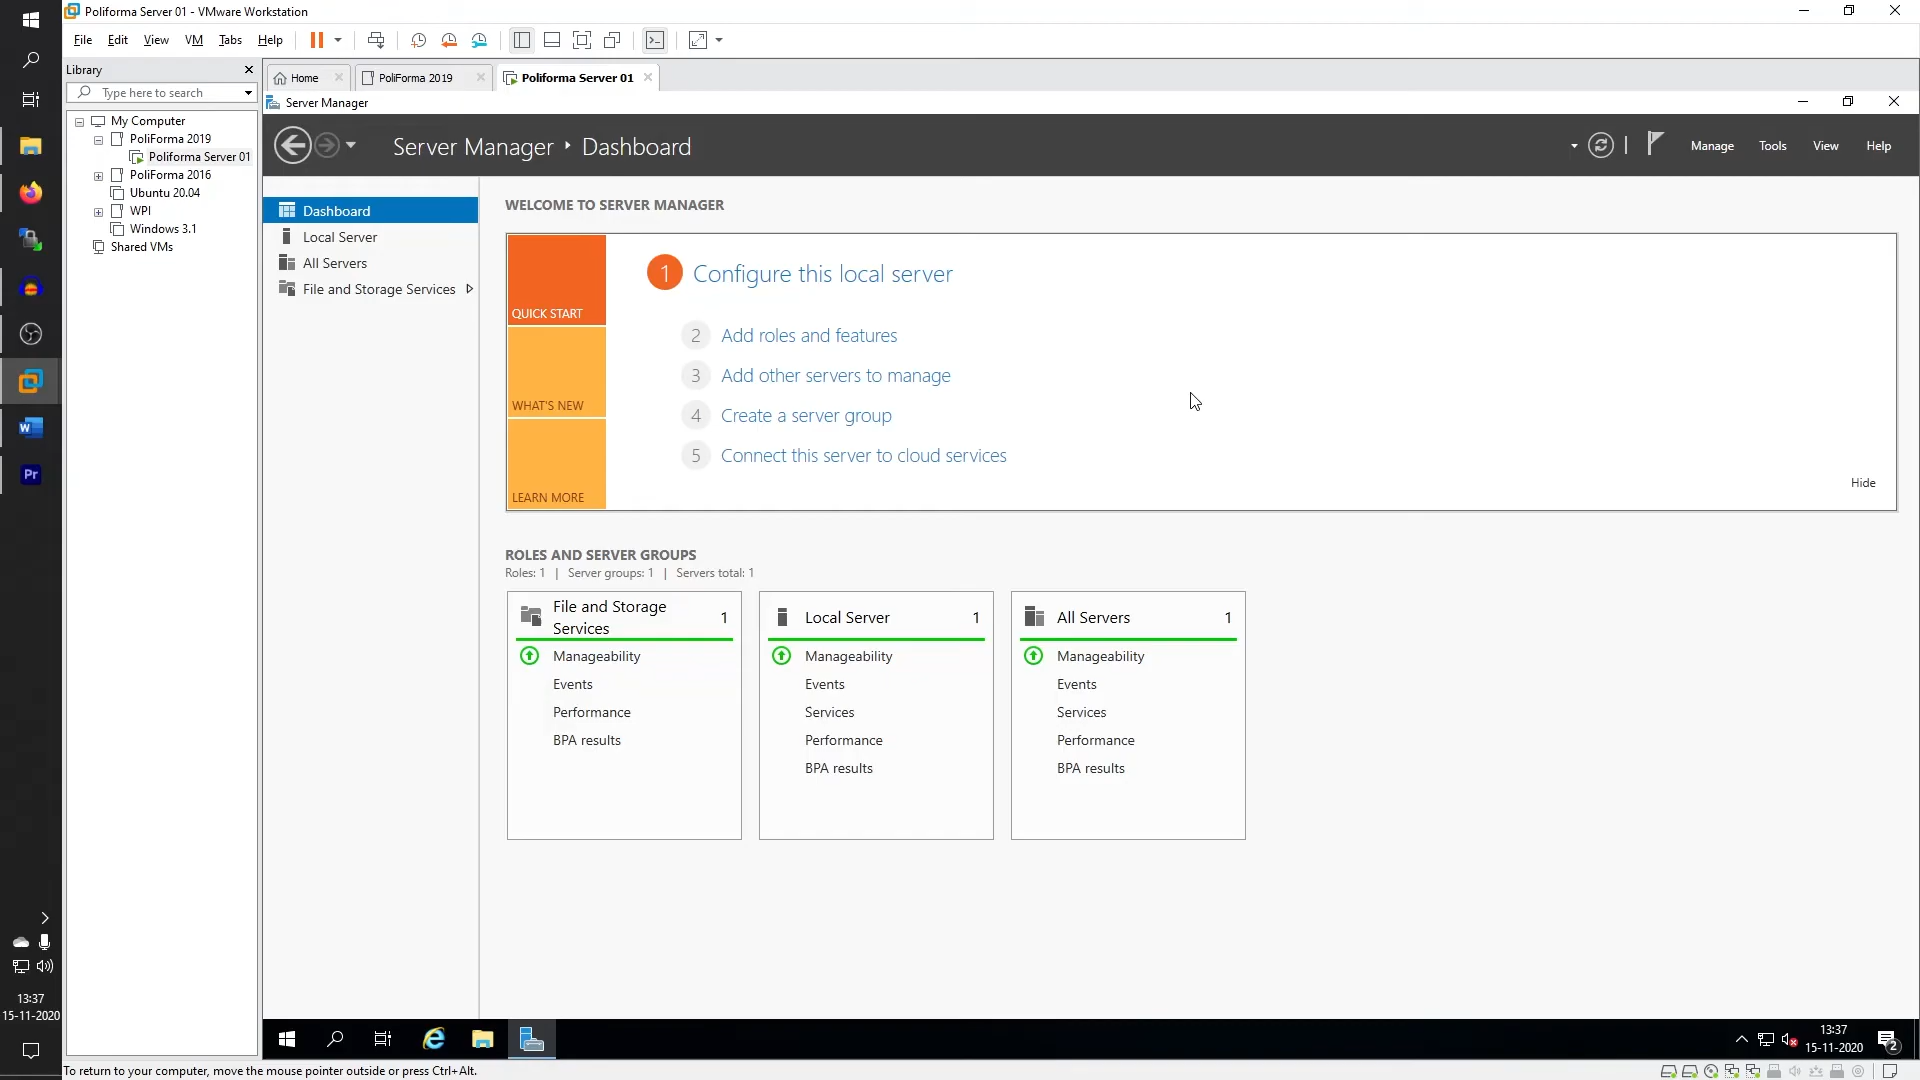 Poliforma Server 01 - VMware Workstation
File Edit View VM Tabs Help
Library
Type here to search
My Computer
PoliForma 2019
Poliforma Server 01
PoliForma 2016
Ubuntu 20.04
WPI
Windows 3.1
Shared VMs
Home
PoliForma 2019
Poliforma Server 01
Server Manager
Server Manager Dashboard
Manage Tools View Help
Dashboard
Local Server
All Servers
File and Storage Services
WELCOME TO SERVER MANAGER
QUICK START
WHAT'S NEW
LEARN MORE
1 Configure this local server
2 Add roles and features
3 Add other servers to manage
4 Create a server group
5 Connect this server to cloud services
Hide
ROLES AND SERVER GROUPS
Roles: 1 | Server groups: 1 | Servers total: 1
File and Storage
Services 1
Manageability
Events
Performance
BPA results
Local Server 1
Manageability
Events
Services
Performance
BPA results
All Servers 1
Manageability
Events
Services
Performance
BPA results
W
Pr
13:37
15-11-2020
13:37
15-11-2020
2
To return to your computer, move the mouse pointer outside or press Ctrl+Alt.